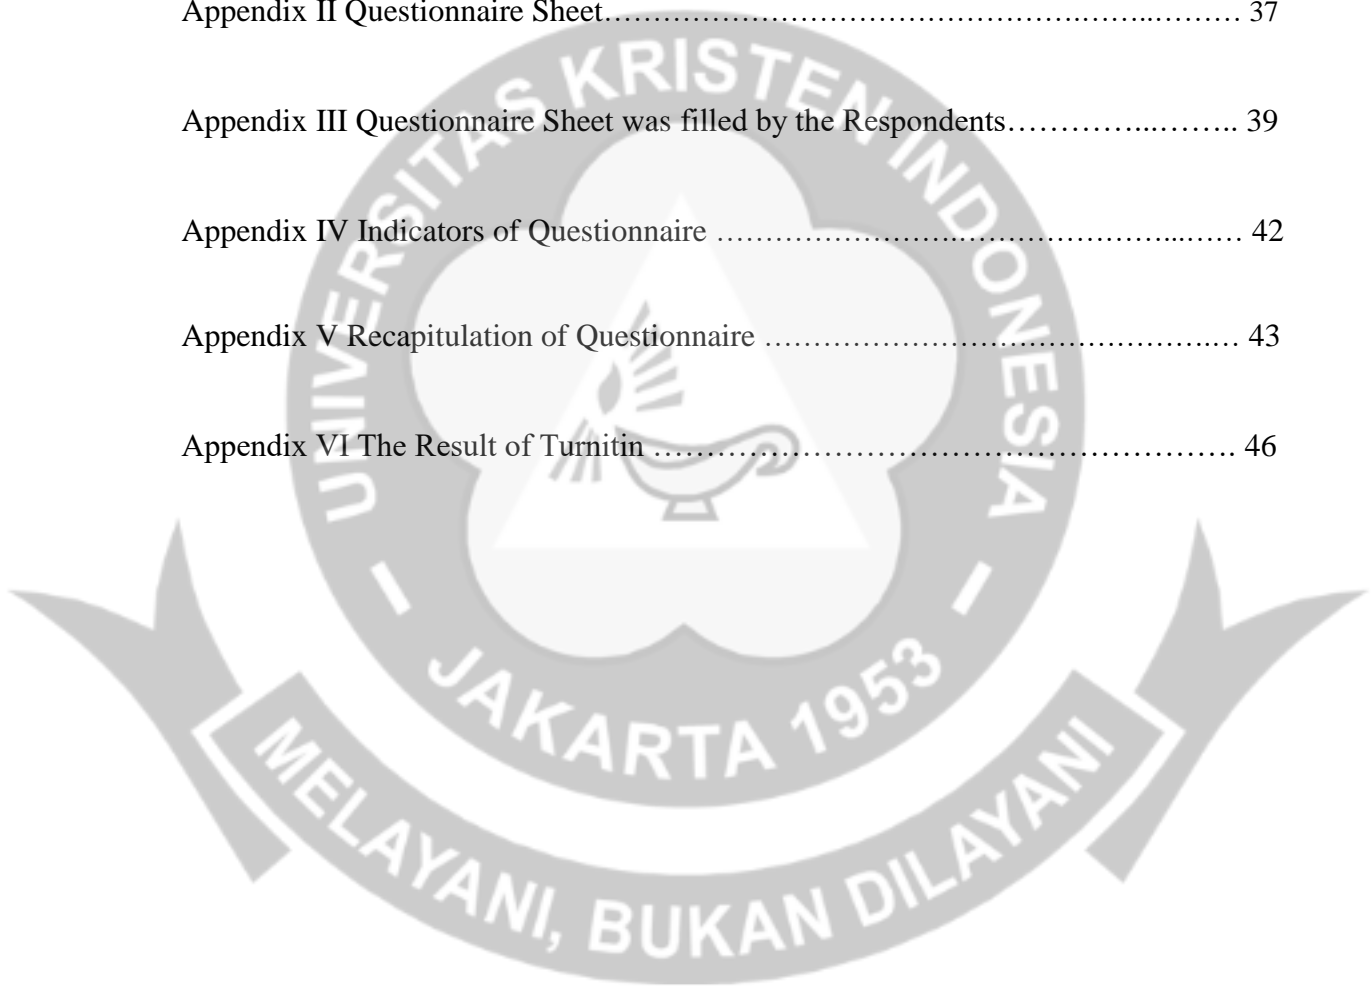 Appendix II Questionnaire Sheet……………………………………….……..……… 37
Appendix III Questionnaire Sheet was filled by the Respondents…………...…….. 39
Appendix IV Indicators of Questionnaire …………………….…………………...…… 42
Appendix V Recapitulation of Questionnaire ……………………………………….… 43
Appendix VI The Result of Turnitin …………………………………………………. 46
UNIVERSITAS KRISTEN INDONESIA
– JAKARTA 1953 –
MELAYANI, BUKAN DILAYANI